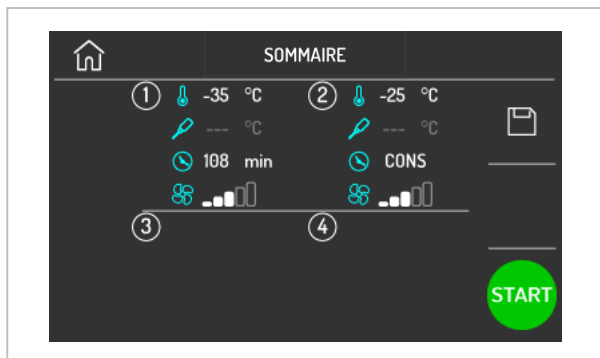 SOMMAIRE
1 -35 °C
--- °C
108 min
2 -25 °C
--- °C
CONS
3
4
START